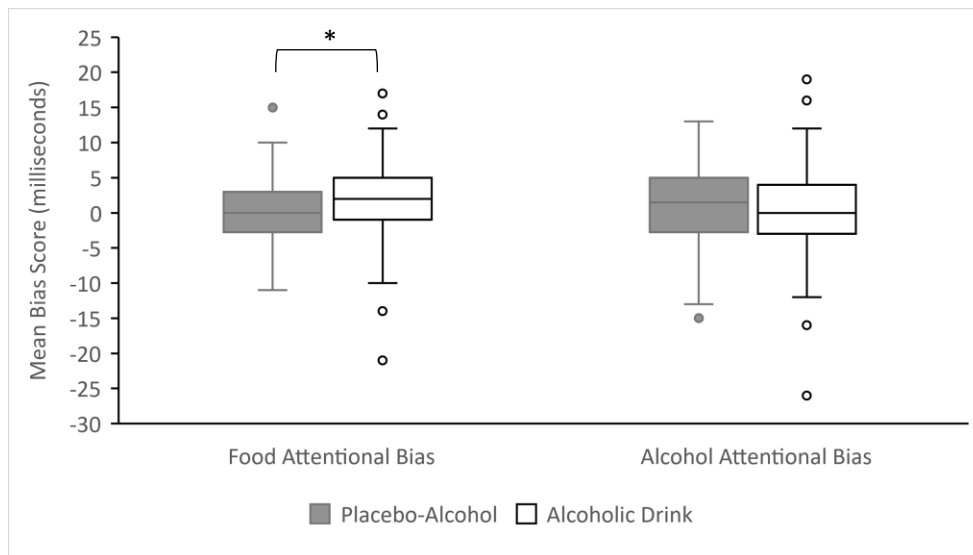 *
Mean Bias Score (milliseconds)
25
20
15
10
5
0
-5
-10
-15
-20
-25
-30
Food Attentional Bias
Alcohol Attentional Bias
Placebo-Alcohol
Alcoholic Drink